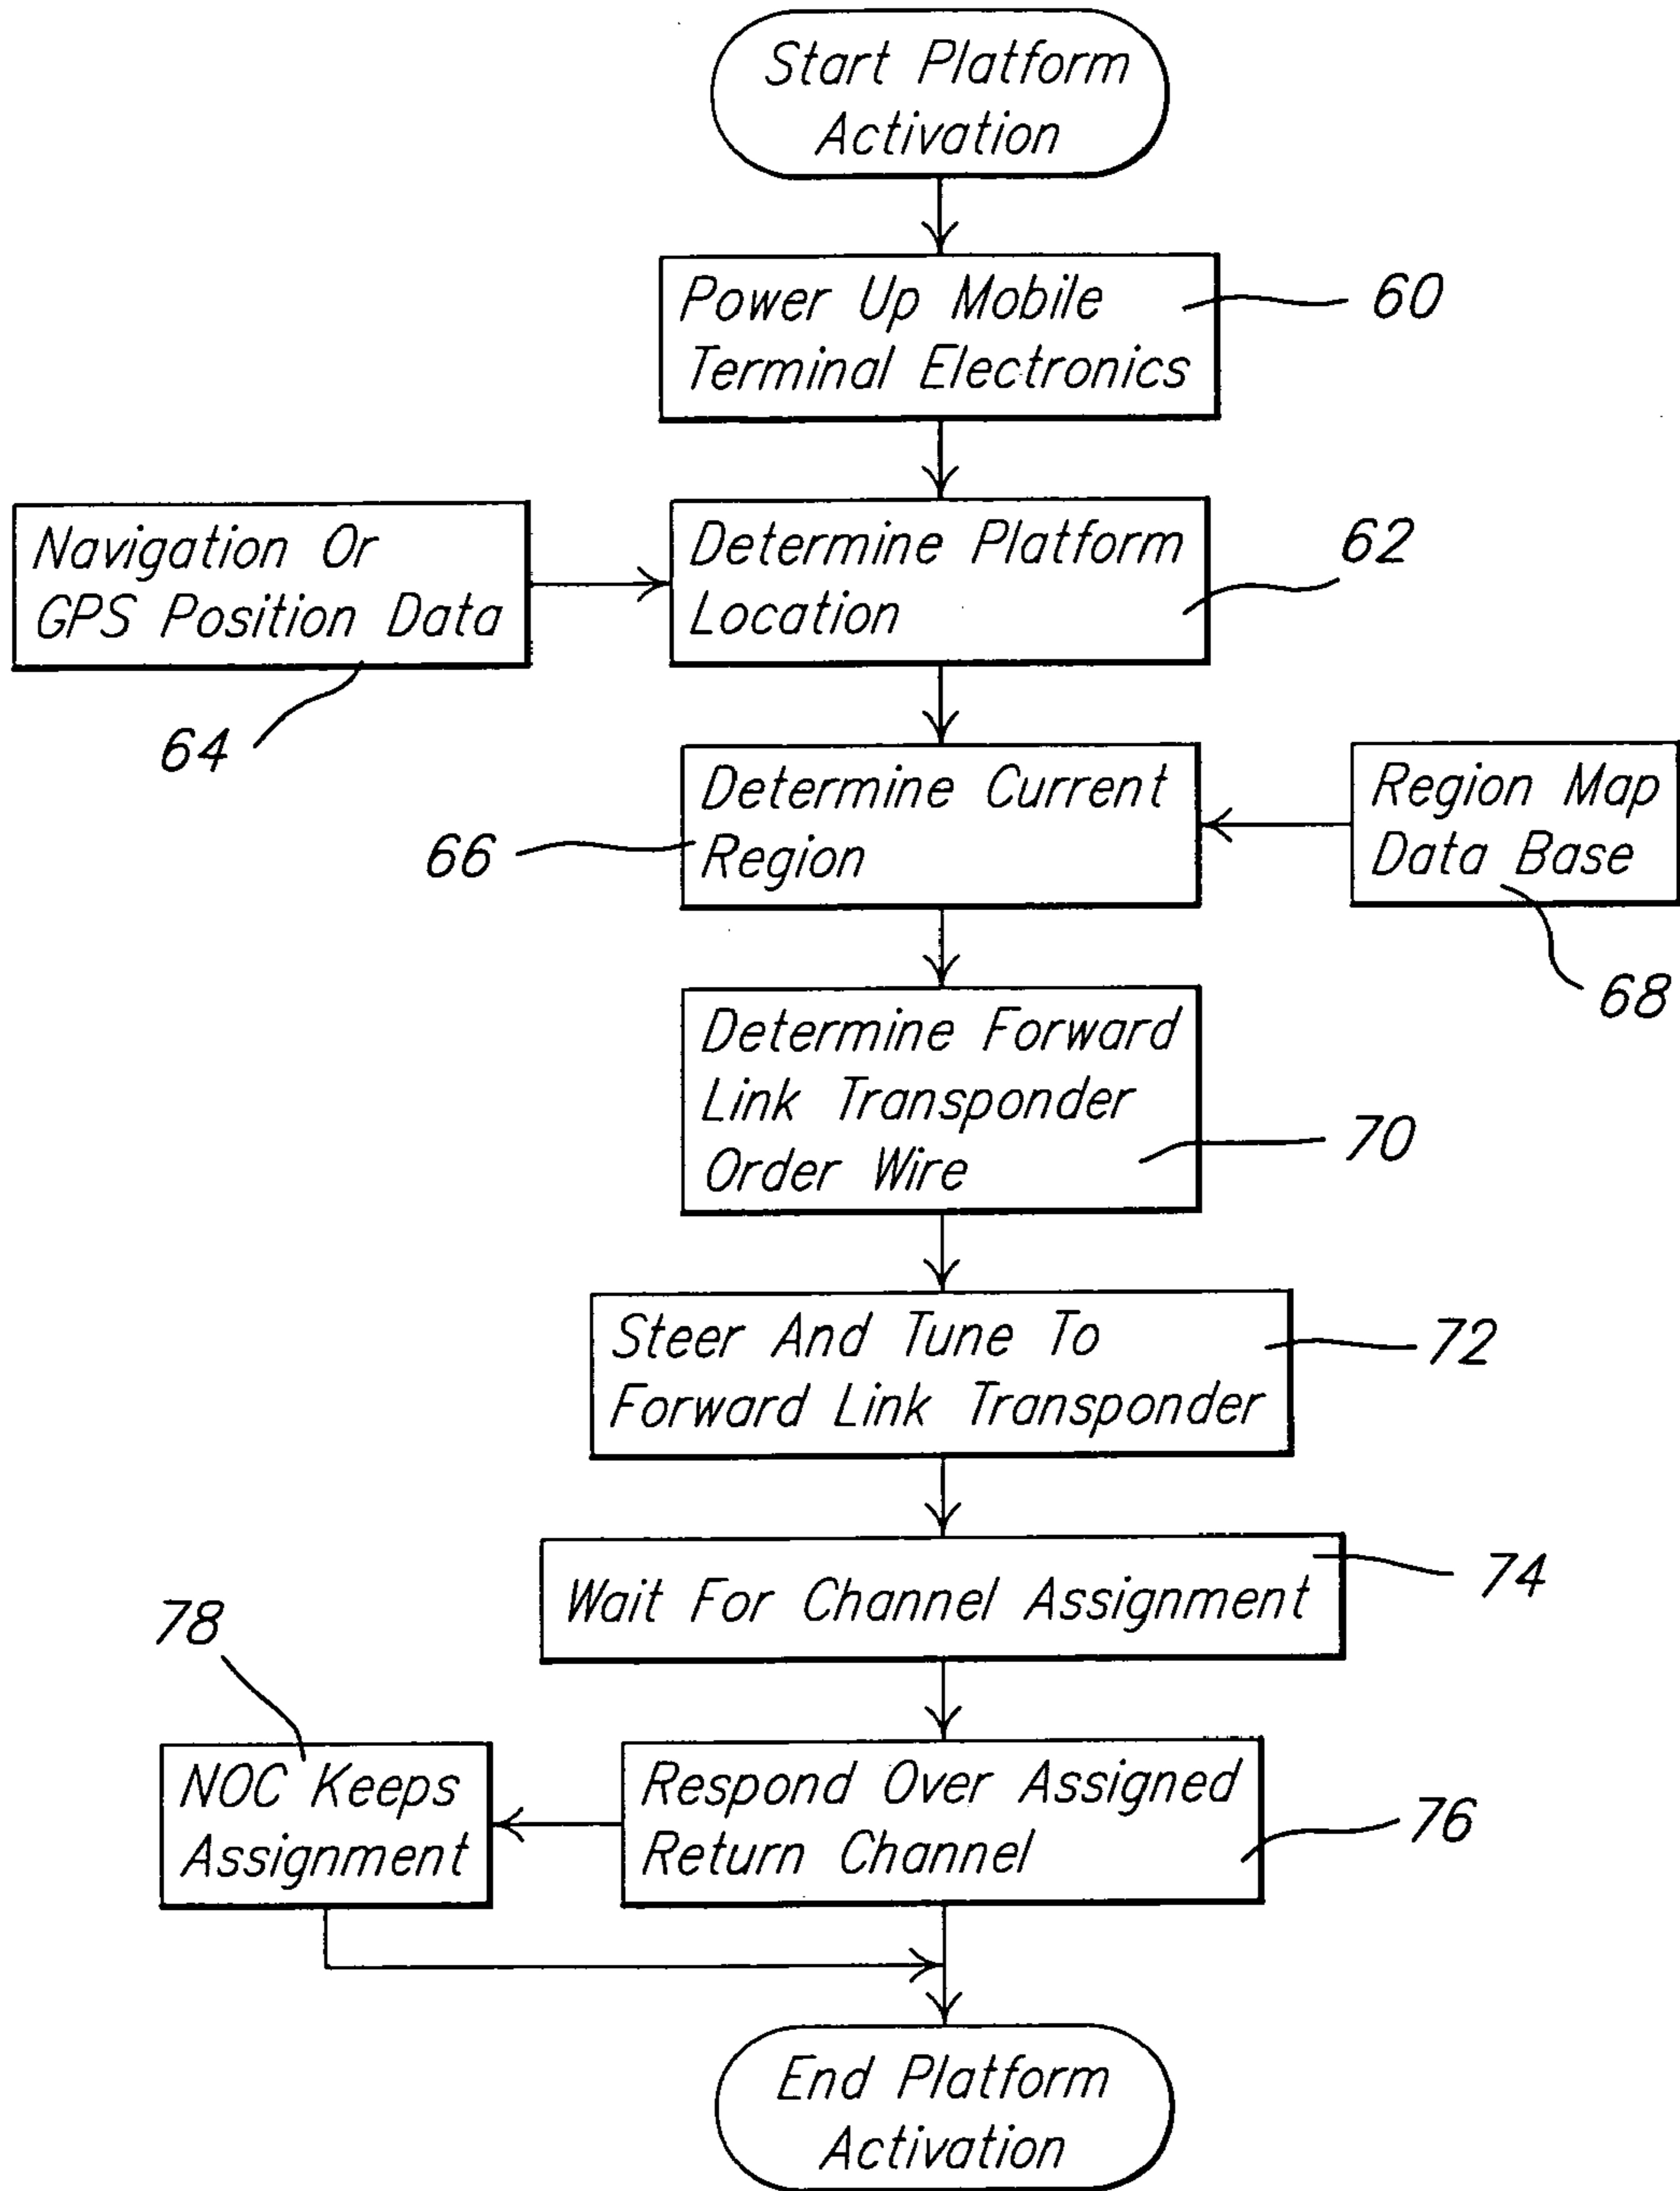 Start Platform
Activation
Power Up Mobile
Terminal Electronics
60
Navigation Or
GPS Position Data
64
Determine Platform
Location
62
Determine Current
Region
66
Region Map
Data Base
68
Determine Forward
Link Transponder
Order Wire
70
Steer And Tune To
Forward Link Transponder
72
Wait For Channel Assignment
74
78
NOC Keeps
Assignment
Respond Over Assigned
Return Channel
76
End Platform
Activation